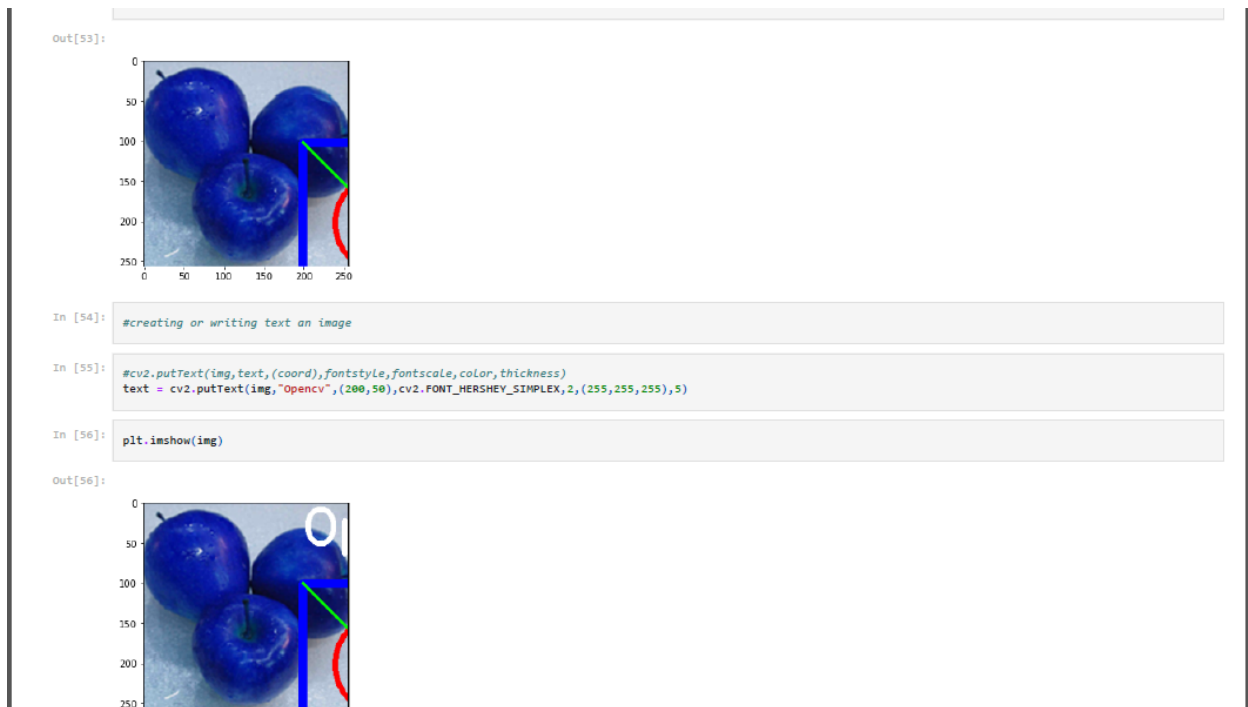 Out[53]:
0
50
100
150
200
250
0 50 100 150 200 250
In [54]:
#creating or writing text an image
In [55]:
#cv2.putText(img,text,(coord),fontstyle,fontscale,color,thickness)
text = cv2.putText(img,"Opencv",(200,50),cv2.FONT_HERSHEY_SIMPLEX,2,(255,255,255),5)
In [56]:
plt.imshow(img)
Out[56]:
0
Op
50
100
150
200
250